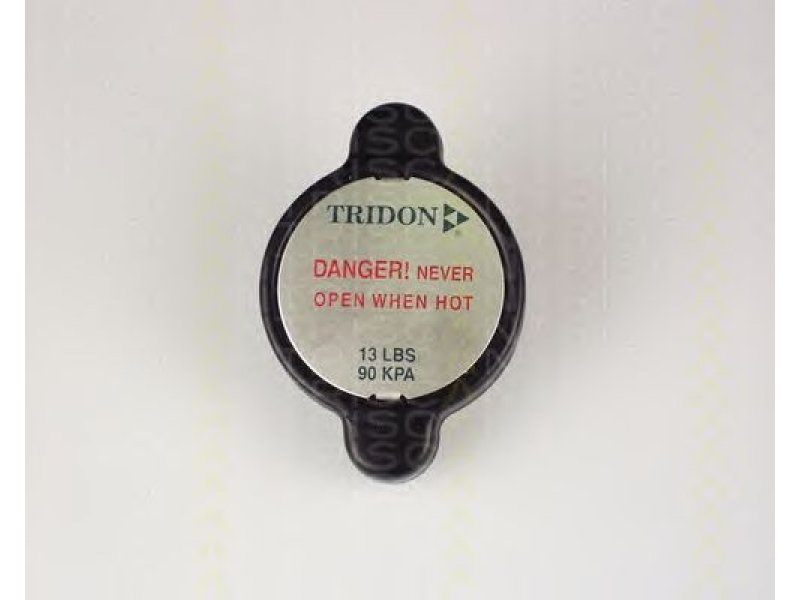 TRIDON
DANGER! NEVER
OPEN WHEN HOT
13 LBS
90 KPA